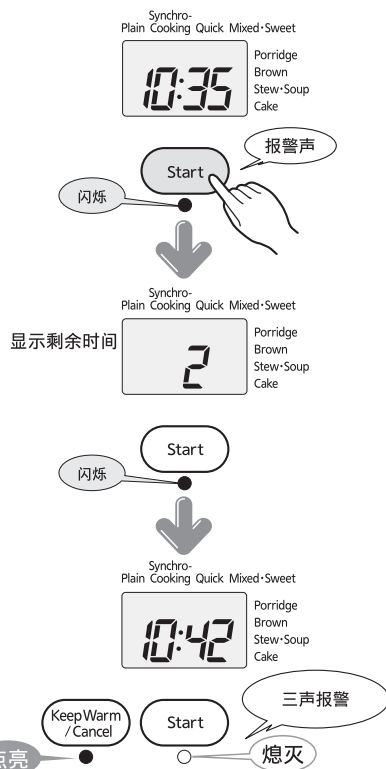 Synchro-
Plain Cooking Quick Mixed·Sweet
10:35
Porridge
Brown
Stew·Soup
Cake
报警声
Start
闪烁
Synchro-
Plain Cooking Quick Mixed·Sweet
显示剩余时间
2
Porridge
Brown
Stew·Soup
Cake
Start
闪烁
Synchro-
Plain Cooking Quick Mixed·Sweet
10:42
Porridge
Brown
Stew·Soup
Cake
三声报警
Keep Warm
/Cancel
Start
点亮
熄灭